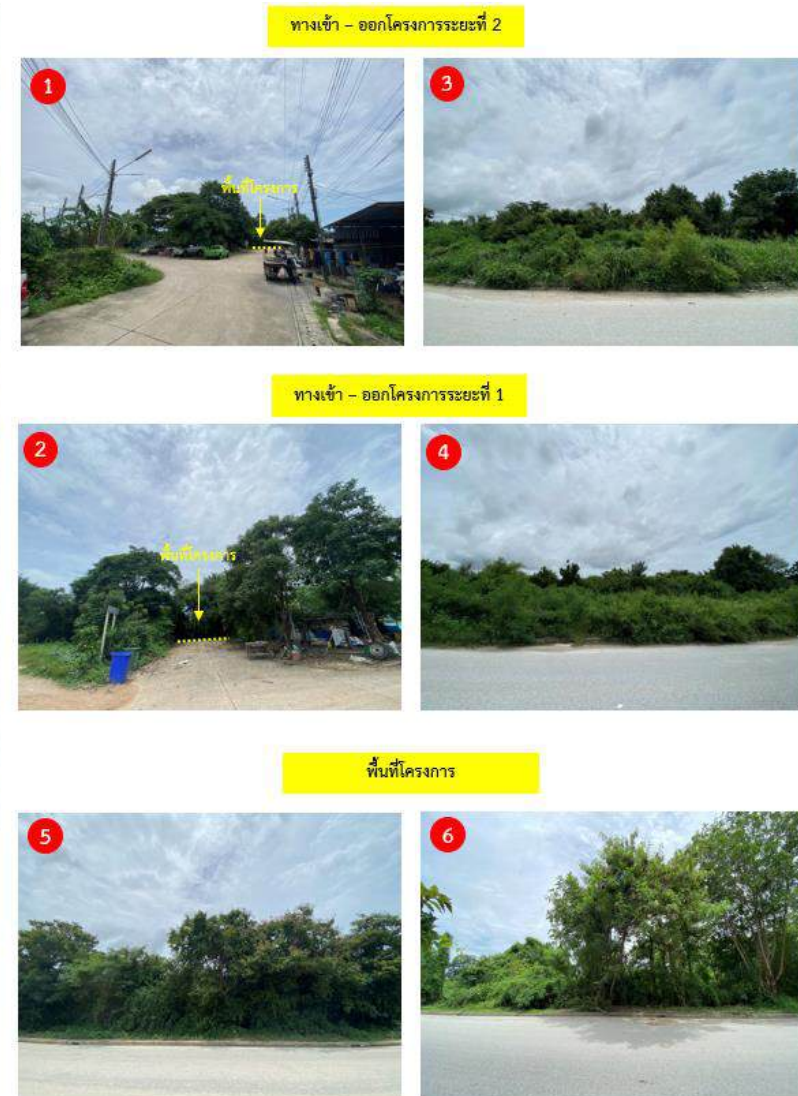 ทางเข้า – ออกโครงการระยะที่ 2
1
3
พื้นที่โครงการ
ทางเข้า – ออกโครงการระยะที่ 1
2
4
พื้นที่โครงการ
พื้นที่โครงการ
5
6